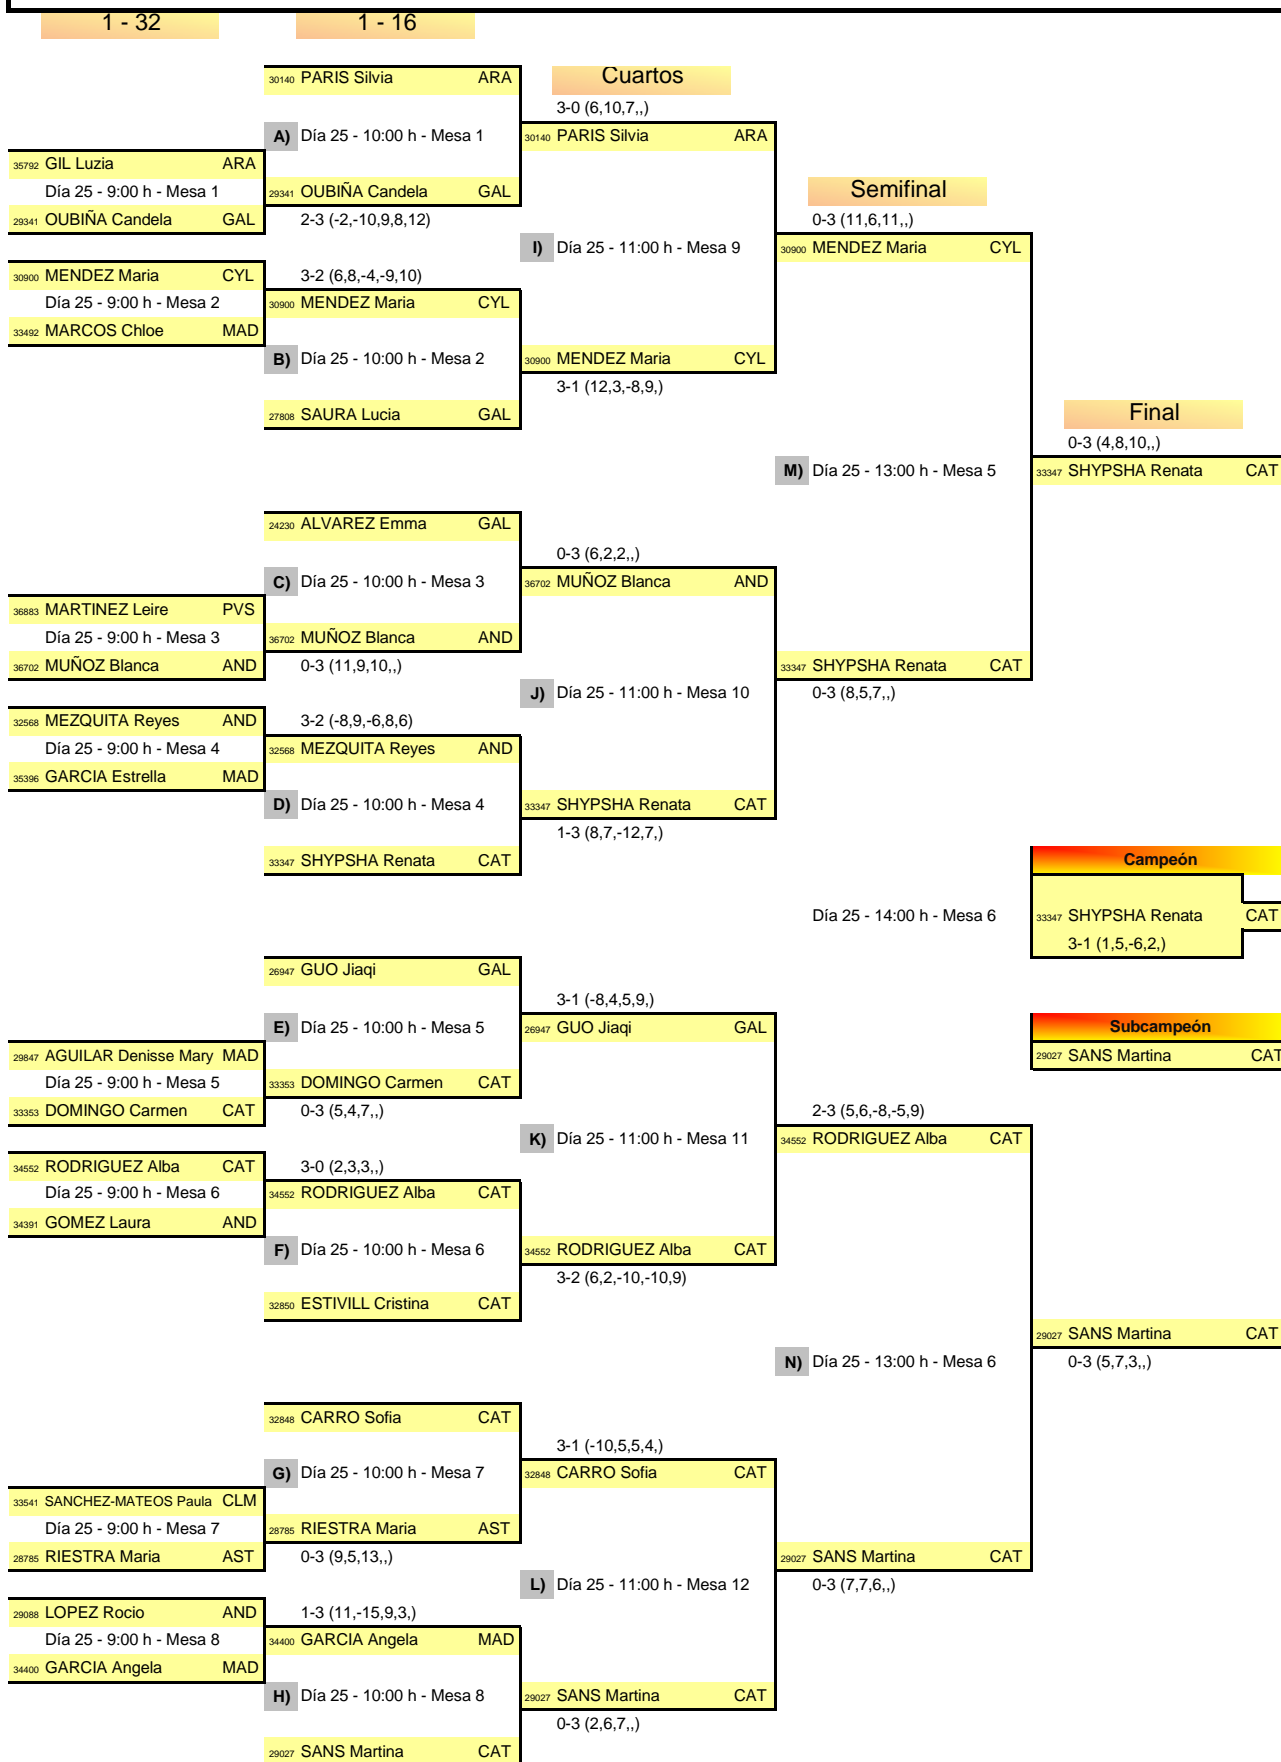 1 - 32 1 - 16
30140 PARIS Silvia ARA Cuartos
3-0 (6,10,7,,)
A) Día 25 - 10:00 h - Mesa 1 30140 PARIS Silvia ARA
35792 GIL Luzia ARA
Día 25 - 9:00 h - Mesa 1 29341 OUBIÑA Candela GAL Semifinal
29341 OUBIÑA Candela GAL 2-3 (-2,-10,9,8,12) 0-3 (11,6,11,,)
I) Día 25 - 11:00 h - Mesa 9 30900 MENDEZ Maria CYL
30900 MENDEZ Maria CYL 3-2 (6,8,-4,-9,10)
Día 25 - 9:00 h - Mesa 2 30900 MENDEZ Maria CYL
33492 MARCOS Chloe MAD
B) Día 25 - 10:00 h - Mesa 2 30900 MENDEZ Maria CYL
3-1 (12,3,-8,9,)
27808 SAURA Lucia GAL Final
0-3 (4,8,10,,)
M) Día 25 - 13:00 h - Mesa 5 33347 SHYPSHA Renata CAT
24230 ALVAREZ Emma GAL
0-3 (6,2,2,,)
C) Día 25 - 10:00 h - Mesa 3 36702 MUÑOZ Blanca AND
36883 MARTINEZ Leire PVS
Día 25 - 9:00 h - Mesa 3 36702 MUÑOZ Blanca AND
36702 MUÑOZ Blanca AND 0-3 (11,9,10,,) 33347 SHYPSHA Renata CAT
J) Día 25 - 11:00 h - Mesa 10 0-3 (8,5,7,,)
32568 MEZQUITA Reyes AND 3-2 (-8,9,-6,8,6)
Día 25 - 9:00 h - Mesa 4 32568 MEZQUITA Reyes AND
35396 GARCIA Estrella MAD
D) Día 25 - 10:00 h - Mesa 4 33347 SHYPSHA Renata CAT
1-3 (8,7,-12,7,)
33347 SHYPSHA Renata CAT Campeón
Día 25 - 14:00 h - Mesa 6 33347 SHYPSHA Renata CAT
3-1 (1,5,-6,2,)
26947 GUO Jiaqi GAL
3-1 (-8,4,5,9,)
E) Día 25 - 10:00 h - Mesa 5 26947 GUO Jiaqi GAL Subcampeón
29847 AGUILAR Denisse Mary MAD 29027 SANS Martina CAT
Día 25 - 9:00 h - Mesa 5 33353 DOMINGO Carmen CAT
33353 DOMINGO Carmen CAT 0-3 (5,4,7,,) 2-3 (5,6,-8,-5,9)
K) Día 25 - 11:00 h - Mesa 11 34552 RODRIGUEZ Alba CAT
34552 RODRIGUEZ Alba CAT 3-0 (2,3,3,,)
Día 25 - 9:00 h - Mesa 6 34552 RODRIGUEZ Alba CAT
34391 GOMEZ Laura AND
F) Día 25 - 10:00 h - Mesa 6 34552 RODRIGUEZ Alba CAT
3-2 (6,2,-10,-10,9)
32850 ESTIVILL Cristina CAT
29027 SANS Martina CAT
N) Día 25 - 13:00 h - Mesa 6 0-3 (5,7,3,,)
32848 CARRO Sofia CAT
3-1 (-10,5,5,4,)
G) Día 25 - 10:00 h - Mesa 7 32848 CARRO Sofia CAT
33541 SANCHEZ-MATEOS Paula CLM
Día 25 - 9:00 h - Mesa 7 28785 RIESTRA Maria AST
28785 RIESTRA Maria AST 0-3 (9,5,13,,) 29027 SANS Martina CAT
L) Día 25 - 11:00 h - Mesa 12 0-3 (7,7,6,,)
29088 LOPEZ Rocio AND 1-3 (11,-15,9,3,)
Día 25 - 9:00 h - Mesa 8 34400 GARCIA Angela MAD
34400 GARCIA Angela MAD
H) Día 25 - 10:00 h - Mesa 8 29027 SANS Martina CAT
0-3 (2,6,7,,)
29027 SANS Martina CAT